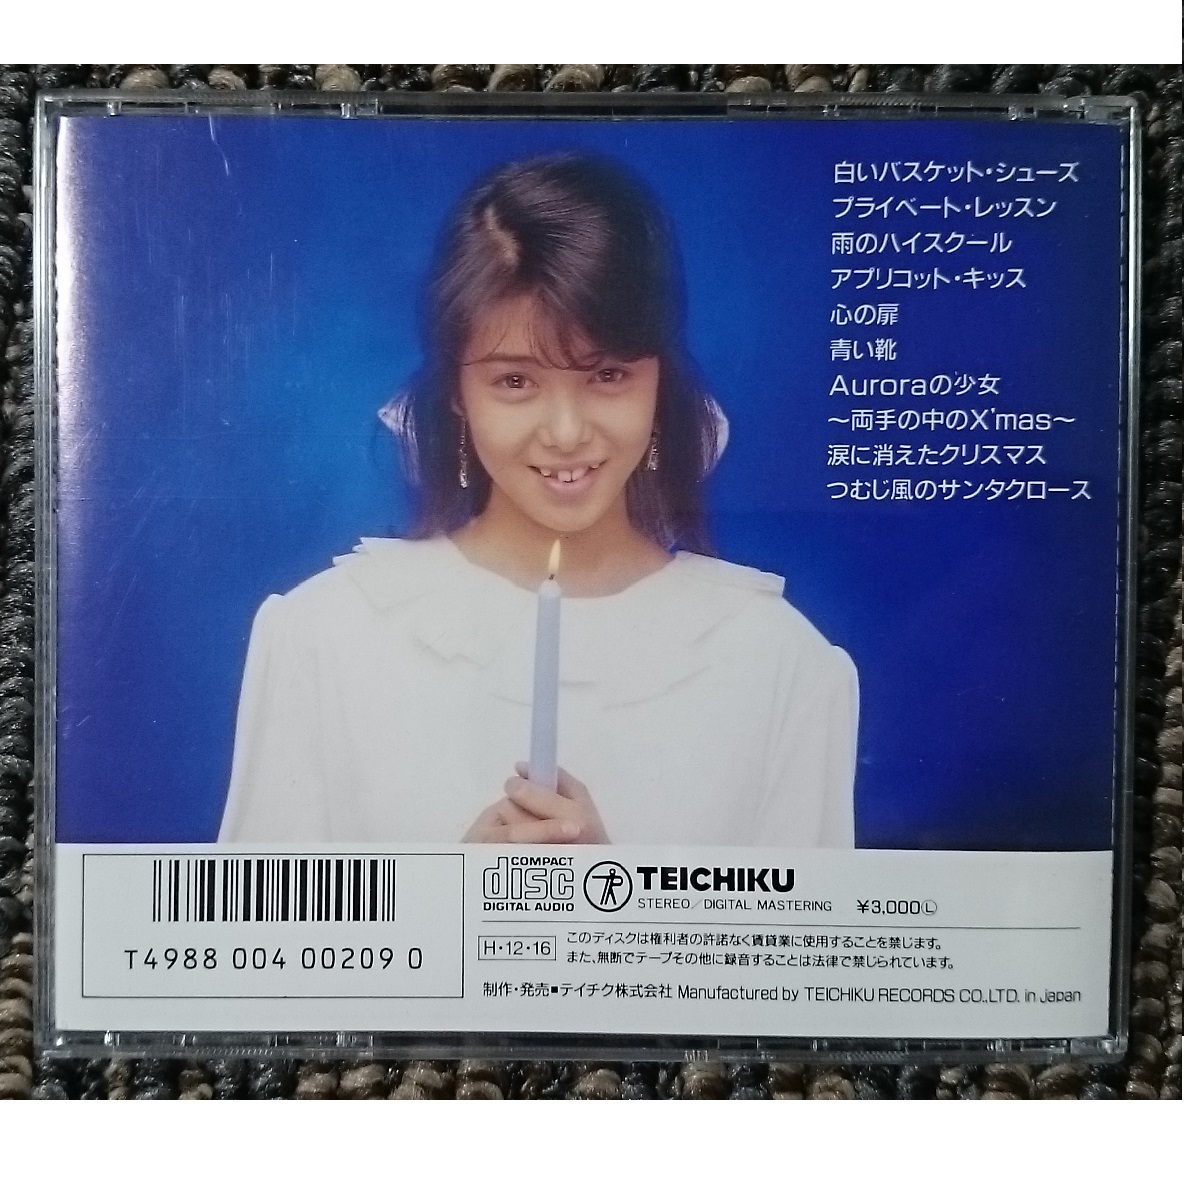 白いバスケット・シューズ
プライベート・レッスン
雨のハイスクール
アプリコット・キッス
心の扉
青い靴
Auroraの少女
～両手の中のX'mas～
涙に消えたクリスマス
つむじ風のサンタクロース
T4988 004 00209 0
COMPACT
disc
DIGITAL AUDIO
TEICHIKU
STEREO/DIGITAL MASTERING ¥3,000Ⓛ
H・12・16
このディスクは権利者の許諾なく賃貸業に使用することを禁じます。
また、無断でテープその他に録音することは法律で禁じられています。
制作・発売■テイチク株式会社 Manufactured by TEICHIKU RECORDS CO.,LTD. in japan